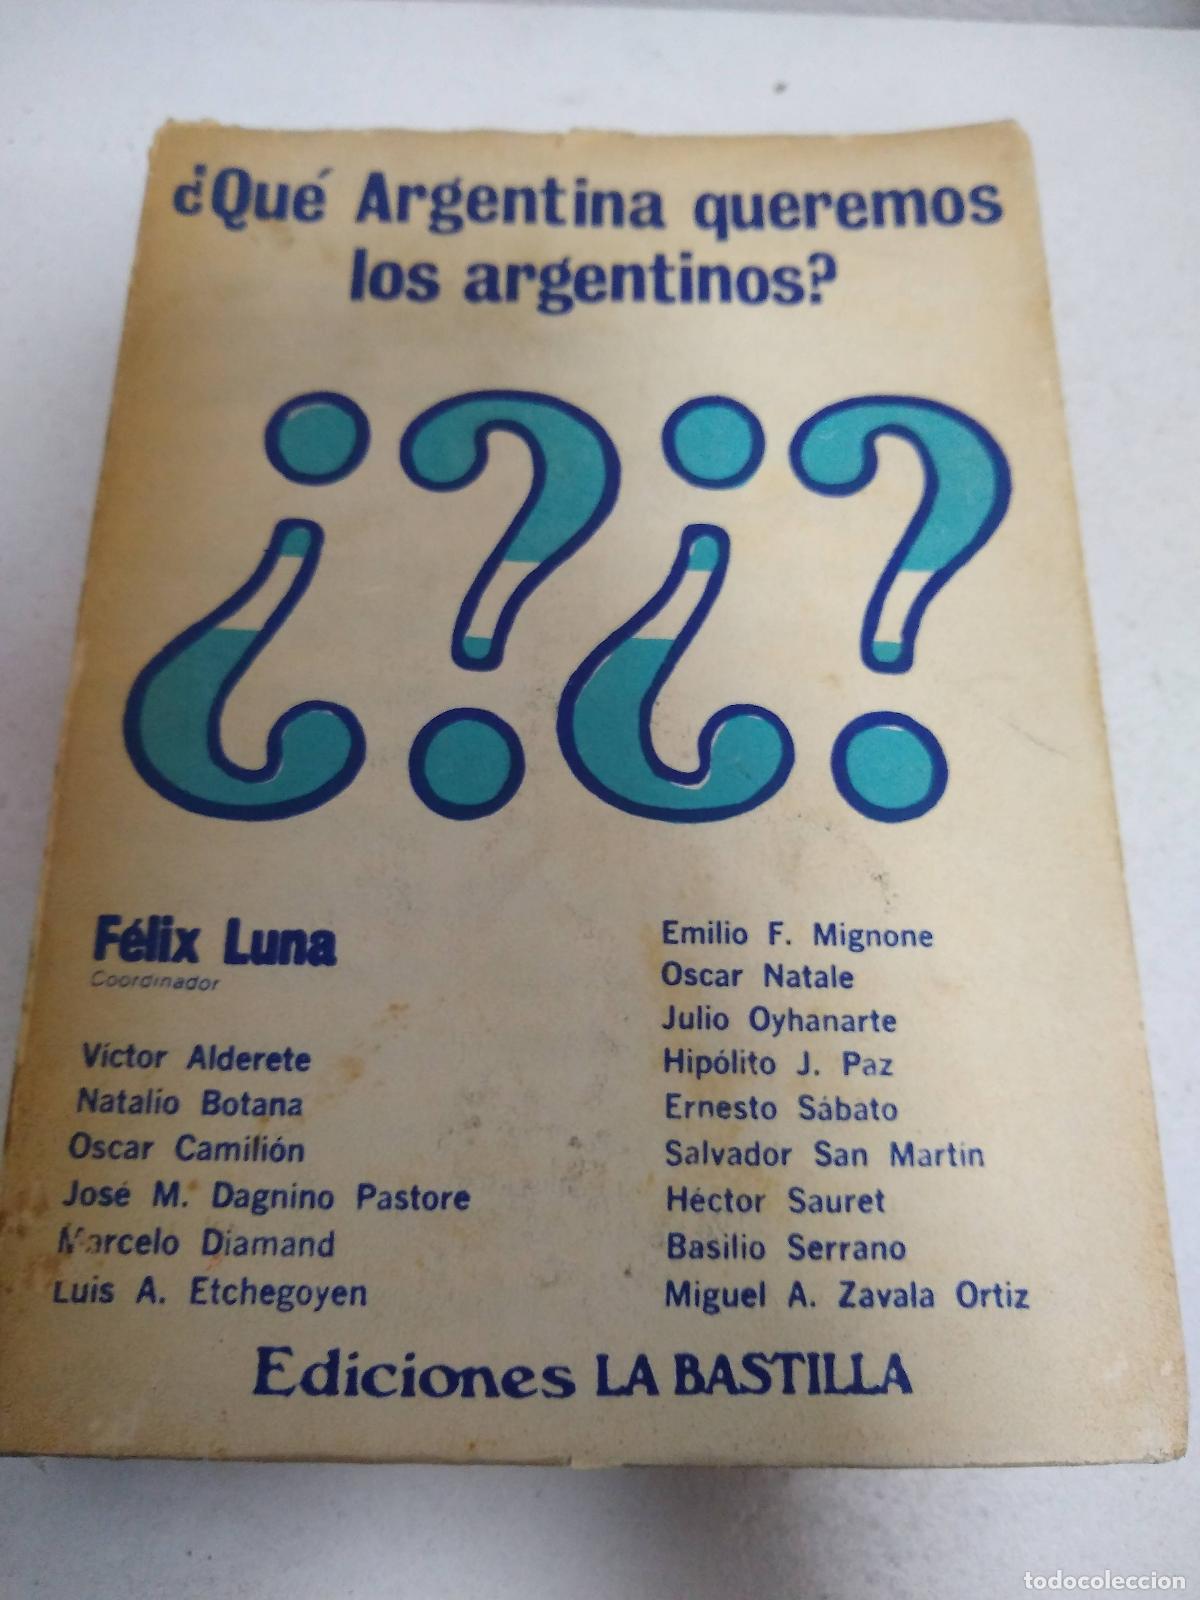 ¿Qué Argentina queremos
los argentinos?
¿?¿?
Félix Luna
Coordinador
Víctor Alderete
Natalio Botana
Oscar Camilión
José M. Dagnino Pastore
Marcelo Diamand
Luis A. Etchegoyen
Emilio F. Mignone
Oscar Natale
Julio Oyhanarte
Hipólito J. Paz
Ernesto Sábato
Salvador San Martín
Héctor Sauret
Basilio Serrano
Miguel A. Zavala Ortiz
Ediciones LA BASTILLA
todocoleccion